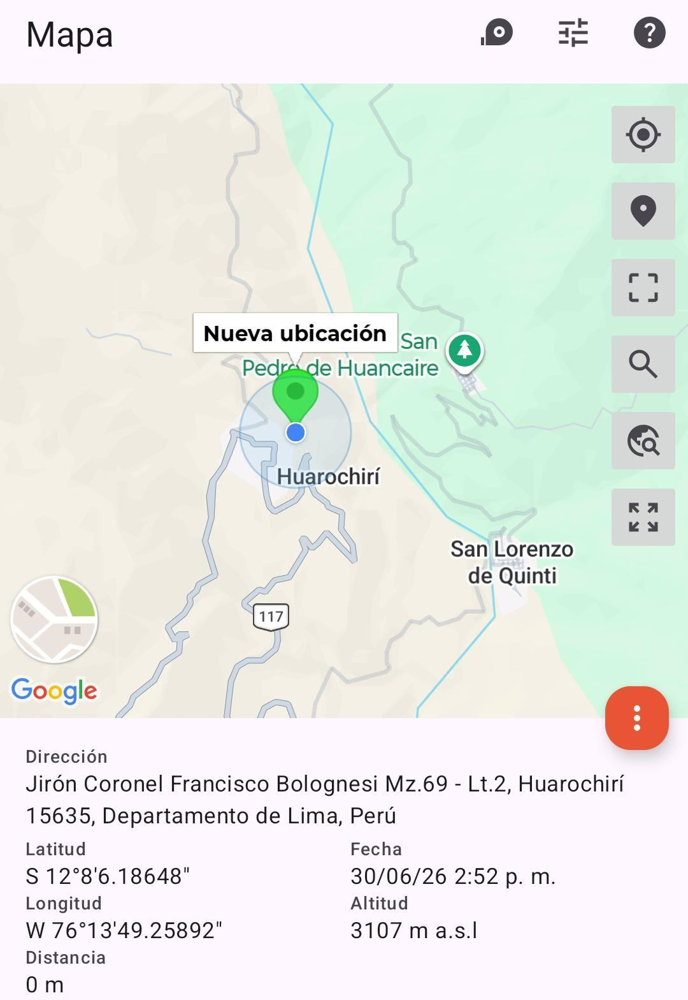 Mapa
Nueva ubicación
San
Pedro de Huancaire
Huarochirí
San Lorenzo
de Quinti
117
Google
Dirección
Jirón Coronel Francisco Bolognesi Mz.69 - Lt.2, Huarochirí
15635, Departamento de Lima, Perú
Latitud
Fecha
S 12°8'6.18648"
30/06/26 2:52 p. m.
Longitud
Altitud
W 76°13'49.25892"
3107 m a.s.l
Distancia
0 m